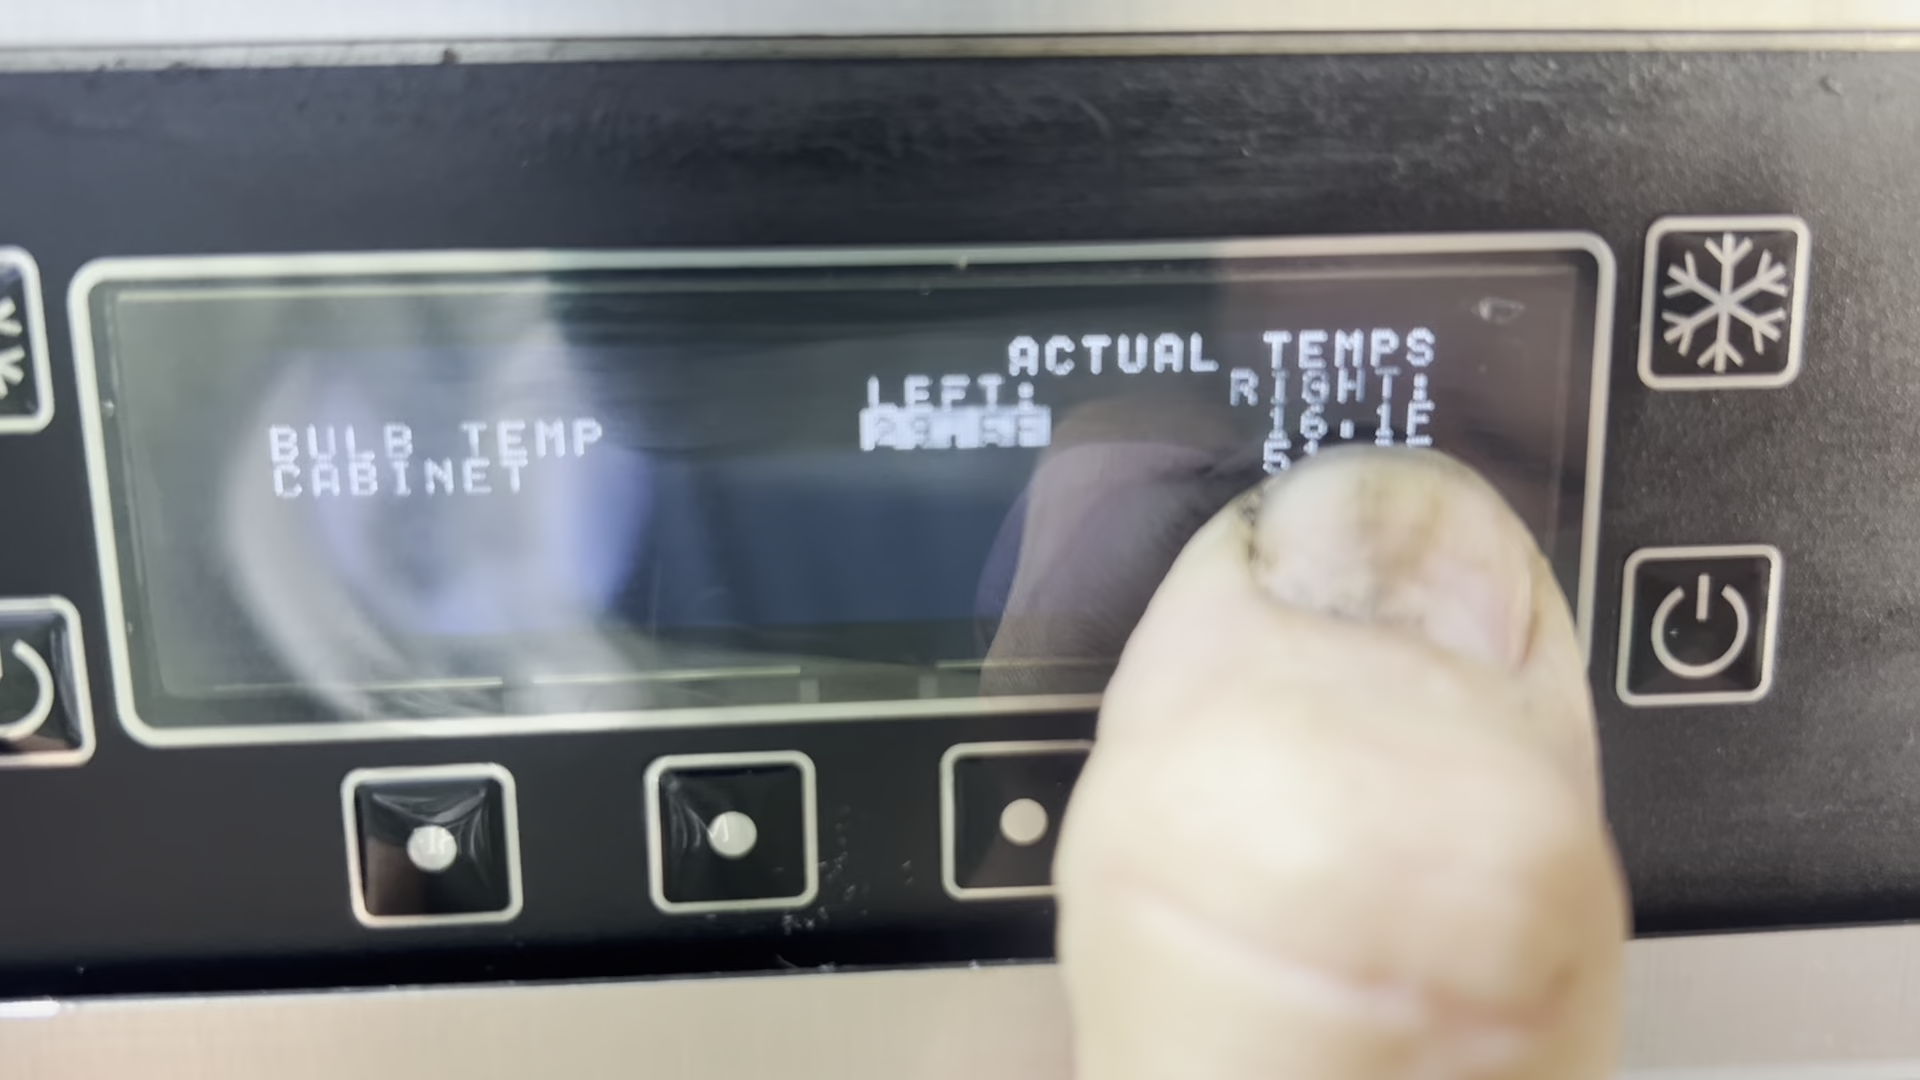 ACTUAL TEMPS
LEFT: RIGHT:
BULB TEMP 16.1F
CABINET